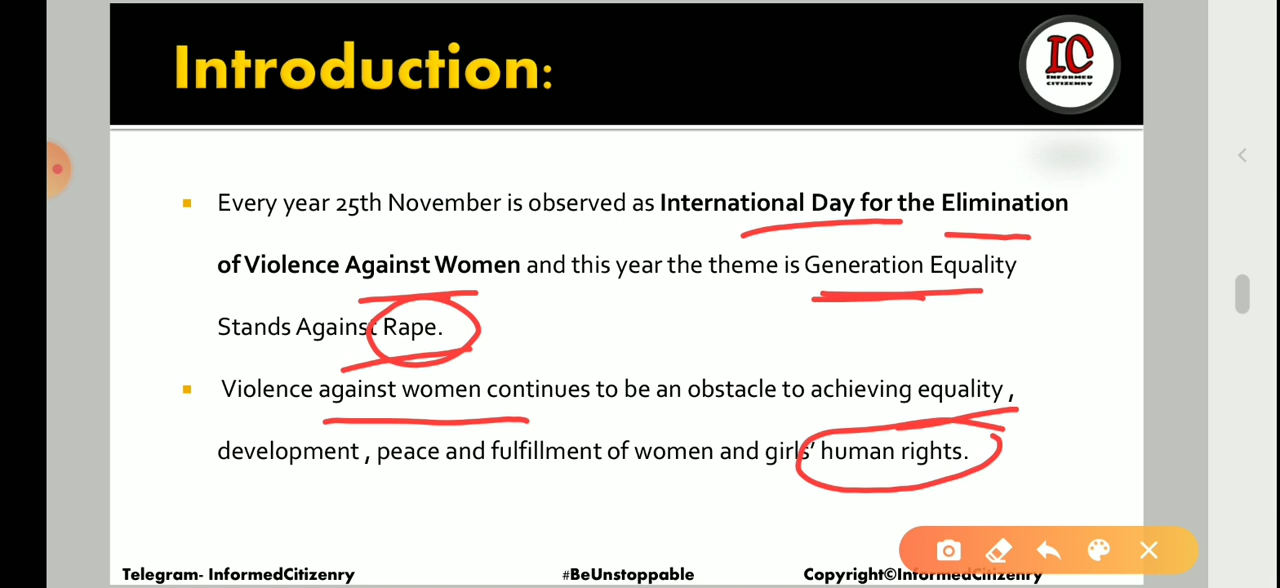 Introduction:
IC
INFORMED
CITIZENRY
Every year 25th November is observed as International Day for the Elimination
of Violence Against Women and this year the theme is Generation Equality
Stands Against Rape.
Violence against women continues to be an obstacle to achieving equality ,
development , peace and fulfillment of women and girls’ human rights.
Telegram- InformedCitizenry #BeUnstoppable Copyright©InformedCitizenry